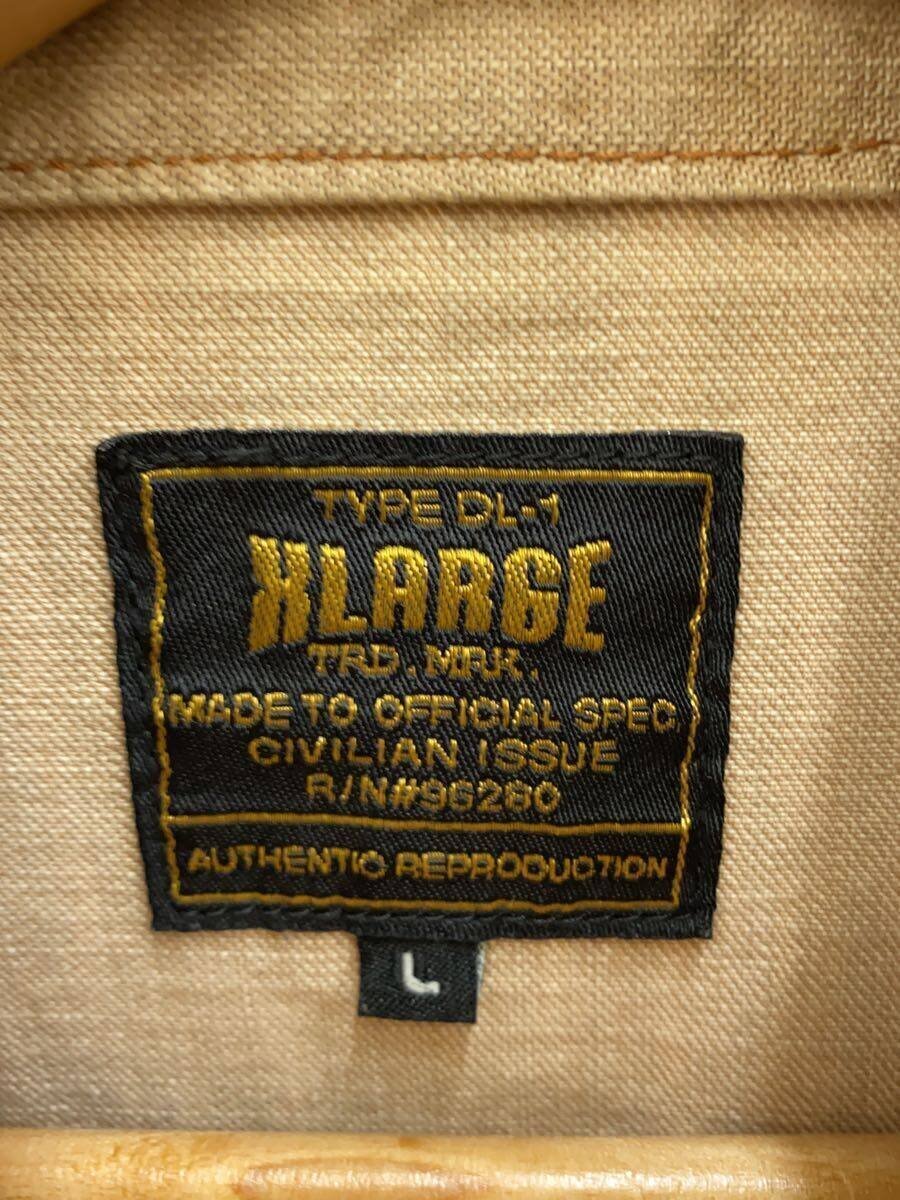 TYPE DL-1
XLARGE
TRD. MRK.
MADE TO OFFICIAL SPEC.
CIVILIAN ISSUE
R/N#96280
AUTHENTIC REPRODUCTION
L